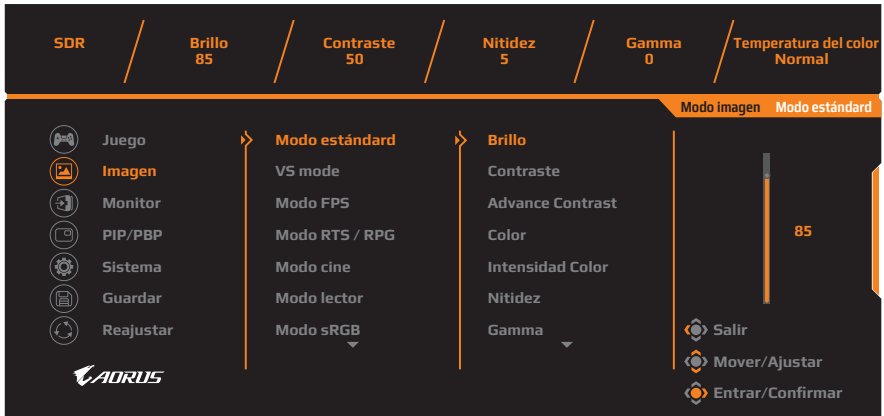 SDR
Brillo
85
Contraste
50
Nitidez
5
Gamma
0
Temperatura del color
Normal
Modo imagen Modo estándard
Juego
Imagen
Monitor
PIP/PBP
Sistema
Guardar
Reajustar
AORUS
Modo estándard
VS mode
Modo FPS
Modo RTS / RPG
Modo cine
Modo lector
Modo sRGB
Brillo
Contraste
Advance Contrast
Color
Intensidad Color
Nitidez
Gamma
85
Salir
Mover/Ajustar
Entrar/Confirmar